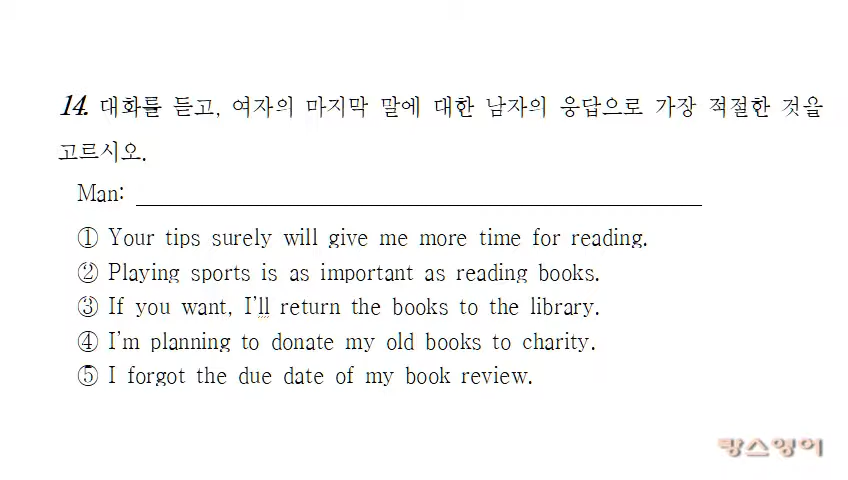 14. 대화를 듣고, 여자의 마지막 말에 대한 남자의 응답으로 가장 적절한 것을
고르시오.
Man:
① Your tips surely will give me more time for reading.
② Playing sports is as important as reading books.
③ If you want, I'll return the books to the library.
④ I'm planning to donate my old books to charity.
⑤ I forgot the due date of my book review.
팡스영어